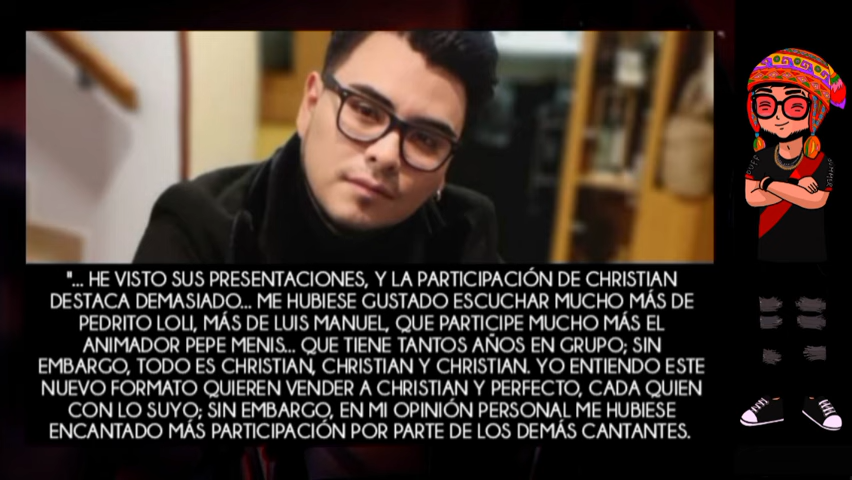 "... HE VISTO SUS PRESENTACIONES, Y LA PARTICIPACIÓN DE CHRISTIAN
DESTACA DEMASIADO... ME HUBIESE GUSTADO ESCUCHAR MUCHO MÁS DE
PEDRITO LOLI, MÁS DE LUIS MANUEL, QUE PARTICIPE MUCHO MÁS EL
ANIMADOR PEPE MENIS... QUE TIENE TANTOS AÑOS EN GRUPO; SIN
EMBARGO, TODO ES CHRISTIAN, CHRISTIAN Y CHRISTIAN. YO ENTIENDO ESTE
NUEVO FORMATO QUIEREN VENDER A CHRISTIAN Y PERFECTO, CADA QUIEN
CON LO SUYO; SIN EMBARGO, EN MI OPINIÓN PERSONAL ME HUBIESE
ENCANTADO MÁS PARTICIPACIÓN POR PARTE DE LOS DEMÁS CANTANTES.